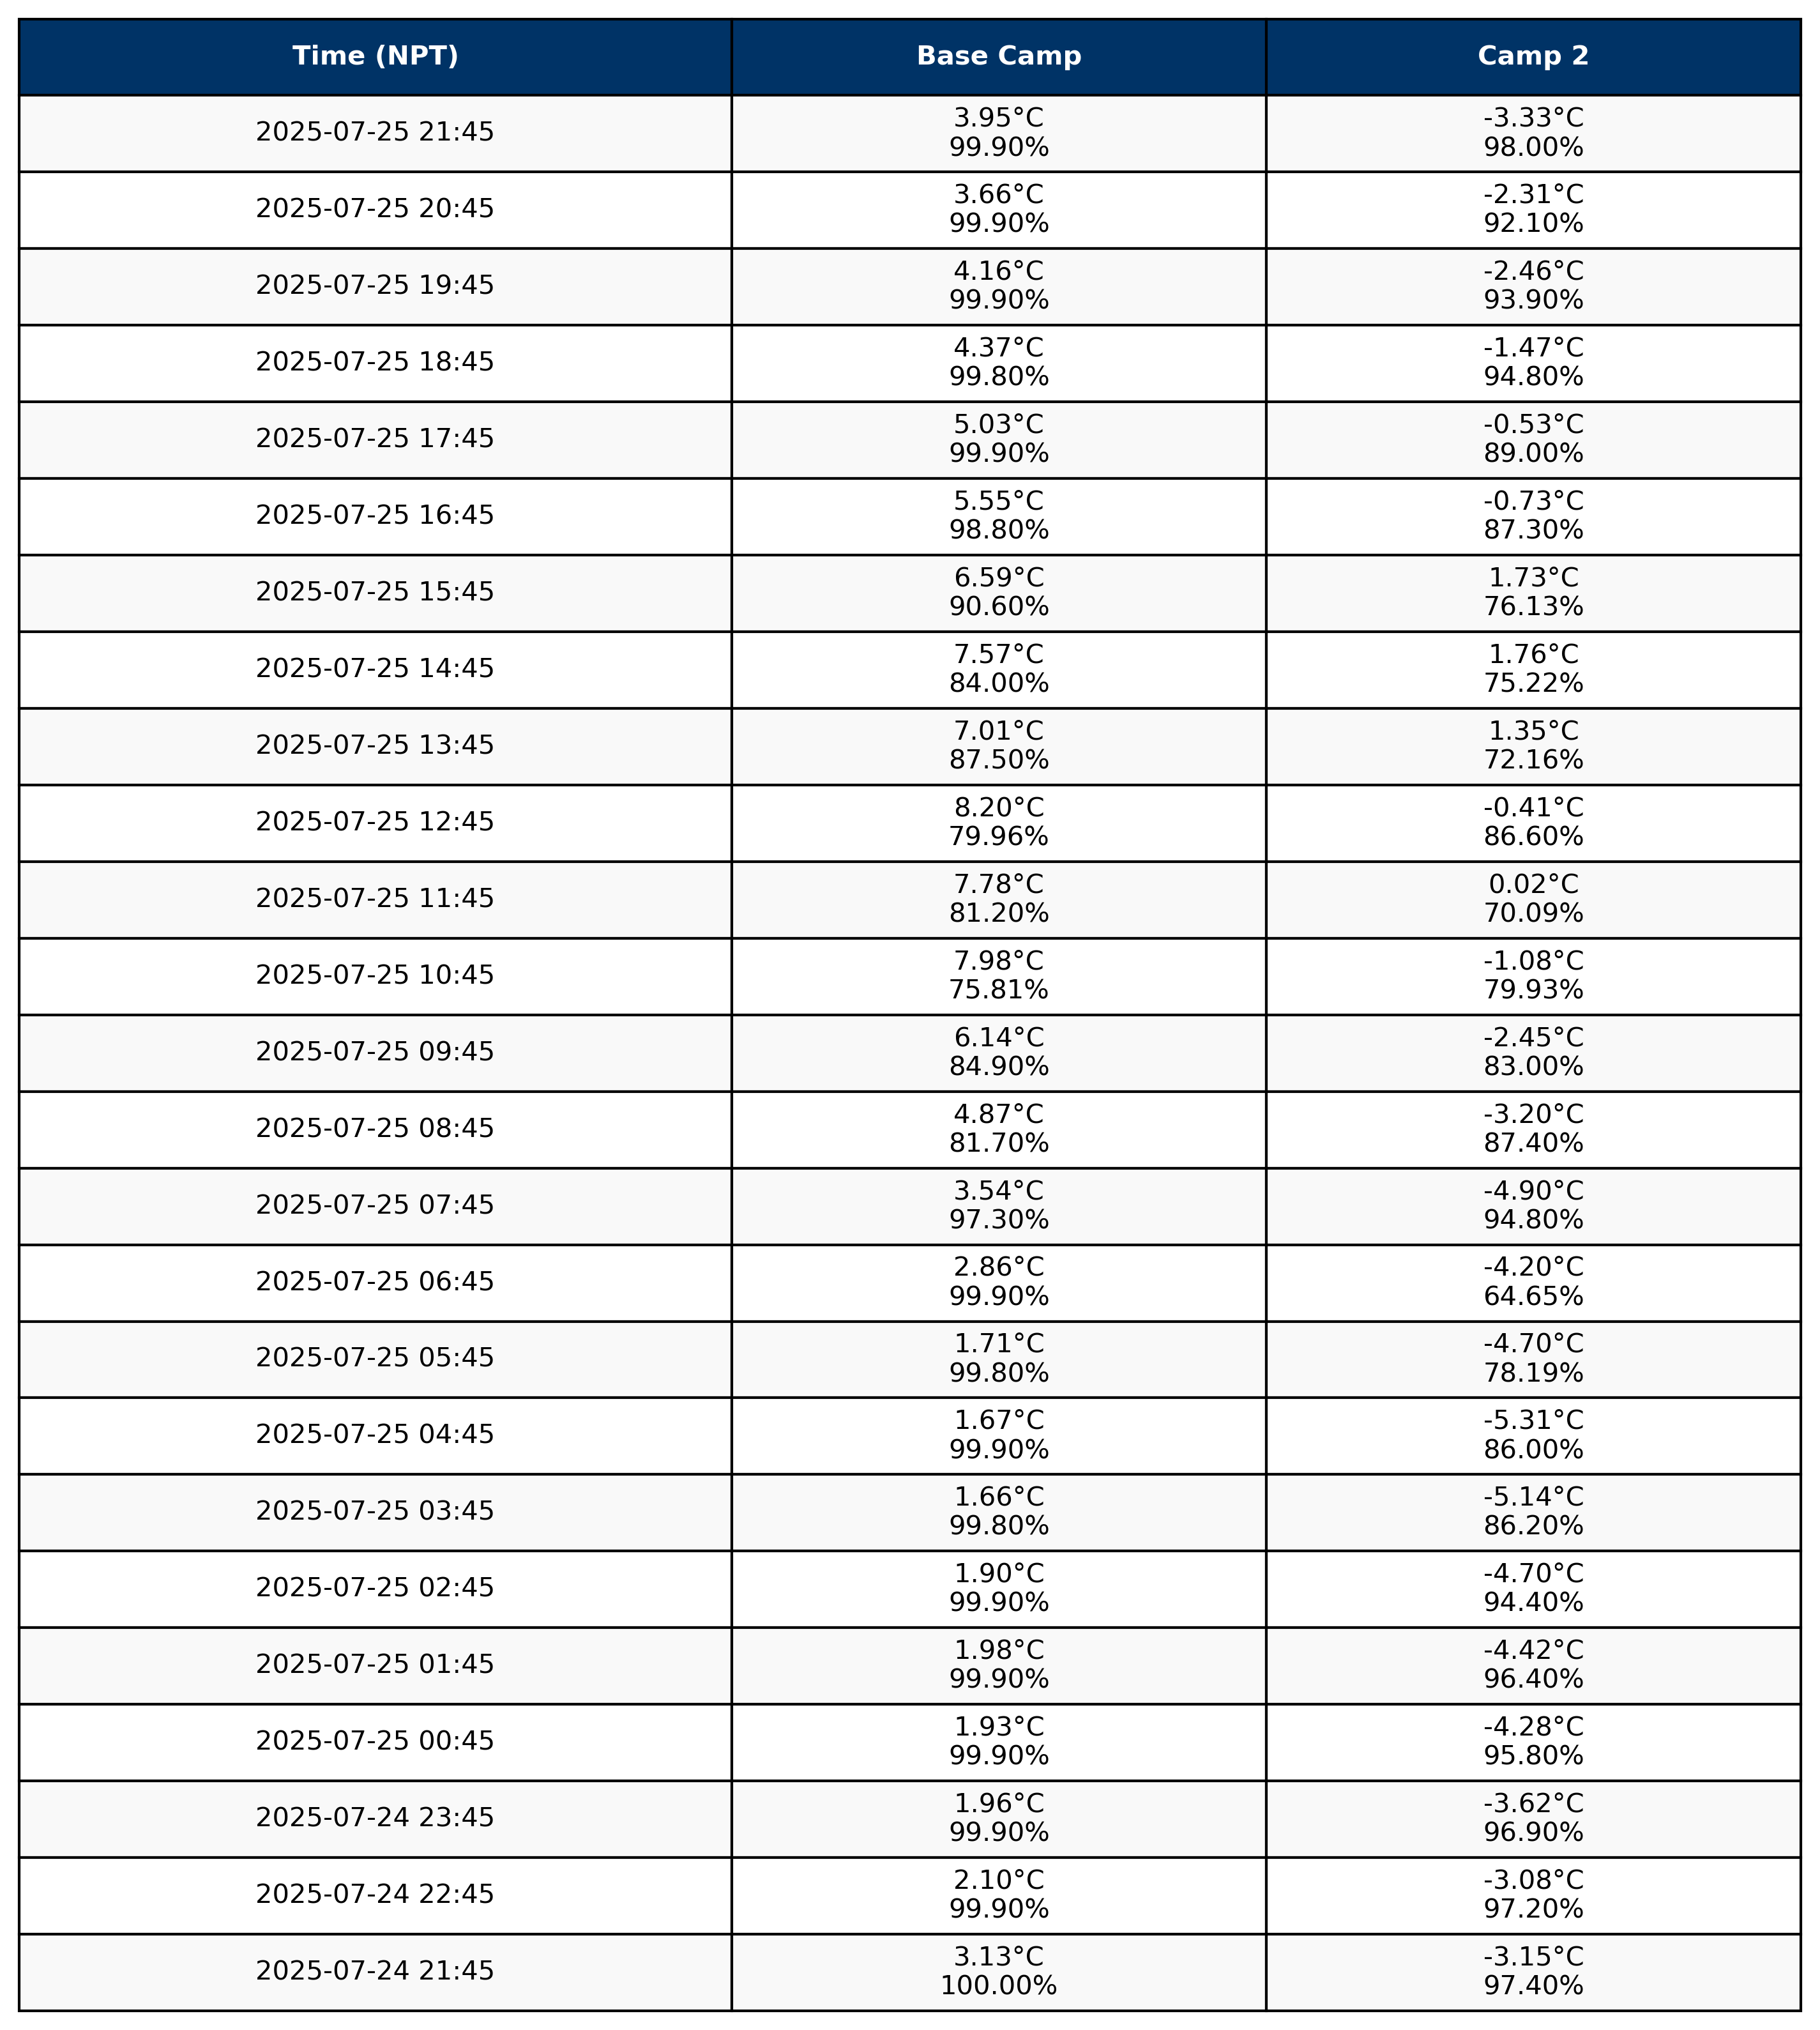 Time (NPT) Base Camp Camp 2
2025-07-25 21:45 3.95°C -3.33°C
99.90% 98.00%
2025-07-25 20:45 3.66°C -2.31°C
99.90% 92.10%
2025-07-25 19:45 4.16°C -2.46°C
99.90% 93.90%
2025-07-25 18:45 4.37°C -1.47°C
99.80% 94.80%
2025-07-25 17:45 5.03°C -0.53°C
99.90% 89.00%
2025-07-25 16:45 5.55°C -0.73°C
98.80% 87.30%
2025-07-25 15:45 6.59°C 1.73°C
90.60% 76.13%
2025-07-25 14:45 7.57°C 1.76°C
84.00% 75.22%
2025-07-25 13:45 7.01°C 1.35°C
87.50% 72.16%
2025-07-25 12:45 8.20°C -0.41°C
79.96% 86.60%
2025-07-25 11:45 7.78°C 0.02°C
81.20% 70.09%
2025-07-25 10:45 7.98°C -1.08°C
75.81% 79.93%
2025-07-25 09:45 6.14°C -2.45°C
84.90% 83.00%
2025-07-25 08:45 4.87°C -3.20°C
81.70% 87.40%
2025-07-25 07:45 3.54°C -4.90°C
97.30% 94.80%
2025-07-25 06:45 2.86°C -4.20°C
99.90% 64.65%
2025-07-25 05:45 1.71°C -4.70°C
99.80% 78.19%
2025-07-25 04:45 1.67°C -5.31°C
99.90% 86.00%
2025-07-25 03:45 1.66°C -5.14°C
99.80% 86.20%
2025-07-25 02:45 1.90°C -4.70°C
99.90% 94.40%
2025-07-25 01:45 1.98°C -4.42°C
99.90% 96.40%
2025-07-25 00:45 1.93°C -4.28°C
99.90% 95.80%
2025-07-24 23:45 1.96°C -3.62°C
99.90% 96.90%
2025-07-24 22:45 2.10°C -3.08°C
99.90% 97.20%
2025-07-24 21:45 3.13°C -3.15°C
100.00% 97.40%